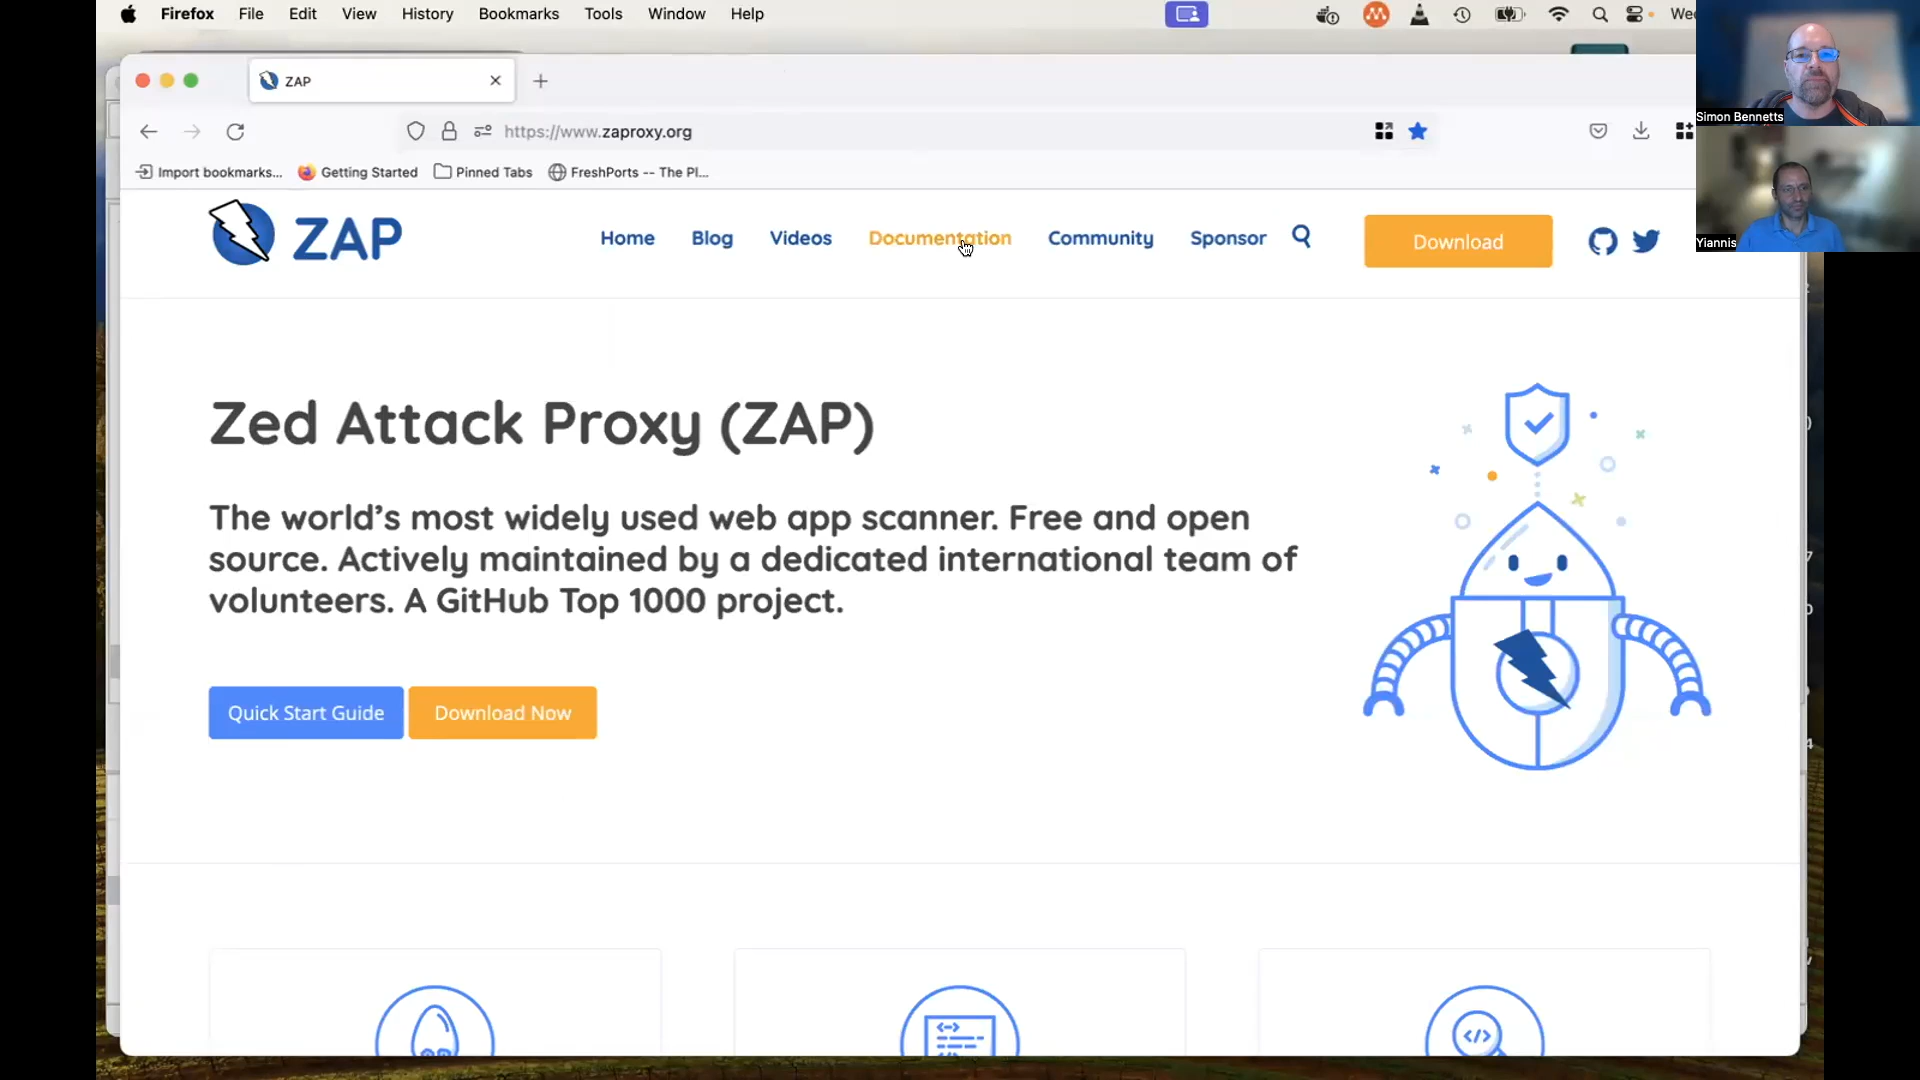 Firefox File Edit View History Bookmarks Tools Window Help
ZAP
https://www.zaproxy.org
Import bookmarks... Getting Started Pinned Tabs FreshPorts -- The Pl...
ZAP Home Blog Videos Documentation Community Sponsor Download
Simon Bennetts
Yiannis
Zed Attack Proxy (ZAP)
The world's most widely used web app scanner. Free and open
source. Actively maintained by a dedicated international team of
volunteers. A GitHub Top 1000 project.
Quick Start Guide Download Now